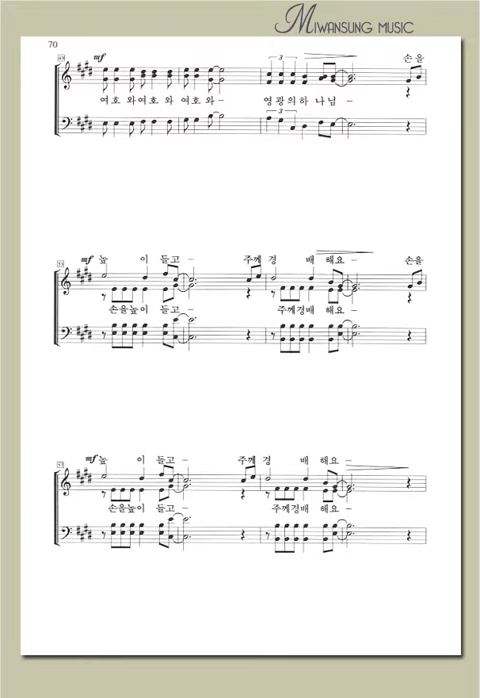 MIWANSUNG MUSIC
70
mf
3
손을
여호 와여호 와 여호 와 - 영광의하 나님 -
3
mf 높 이 들고 - 주께 경 배 해요 - 손을
손을높이 들고 - 주께경배 해요 -
mf 높 이 들고 - 주께 경 배 해요 -
손을높이 들고 - 주께경배 해요 -